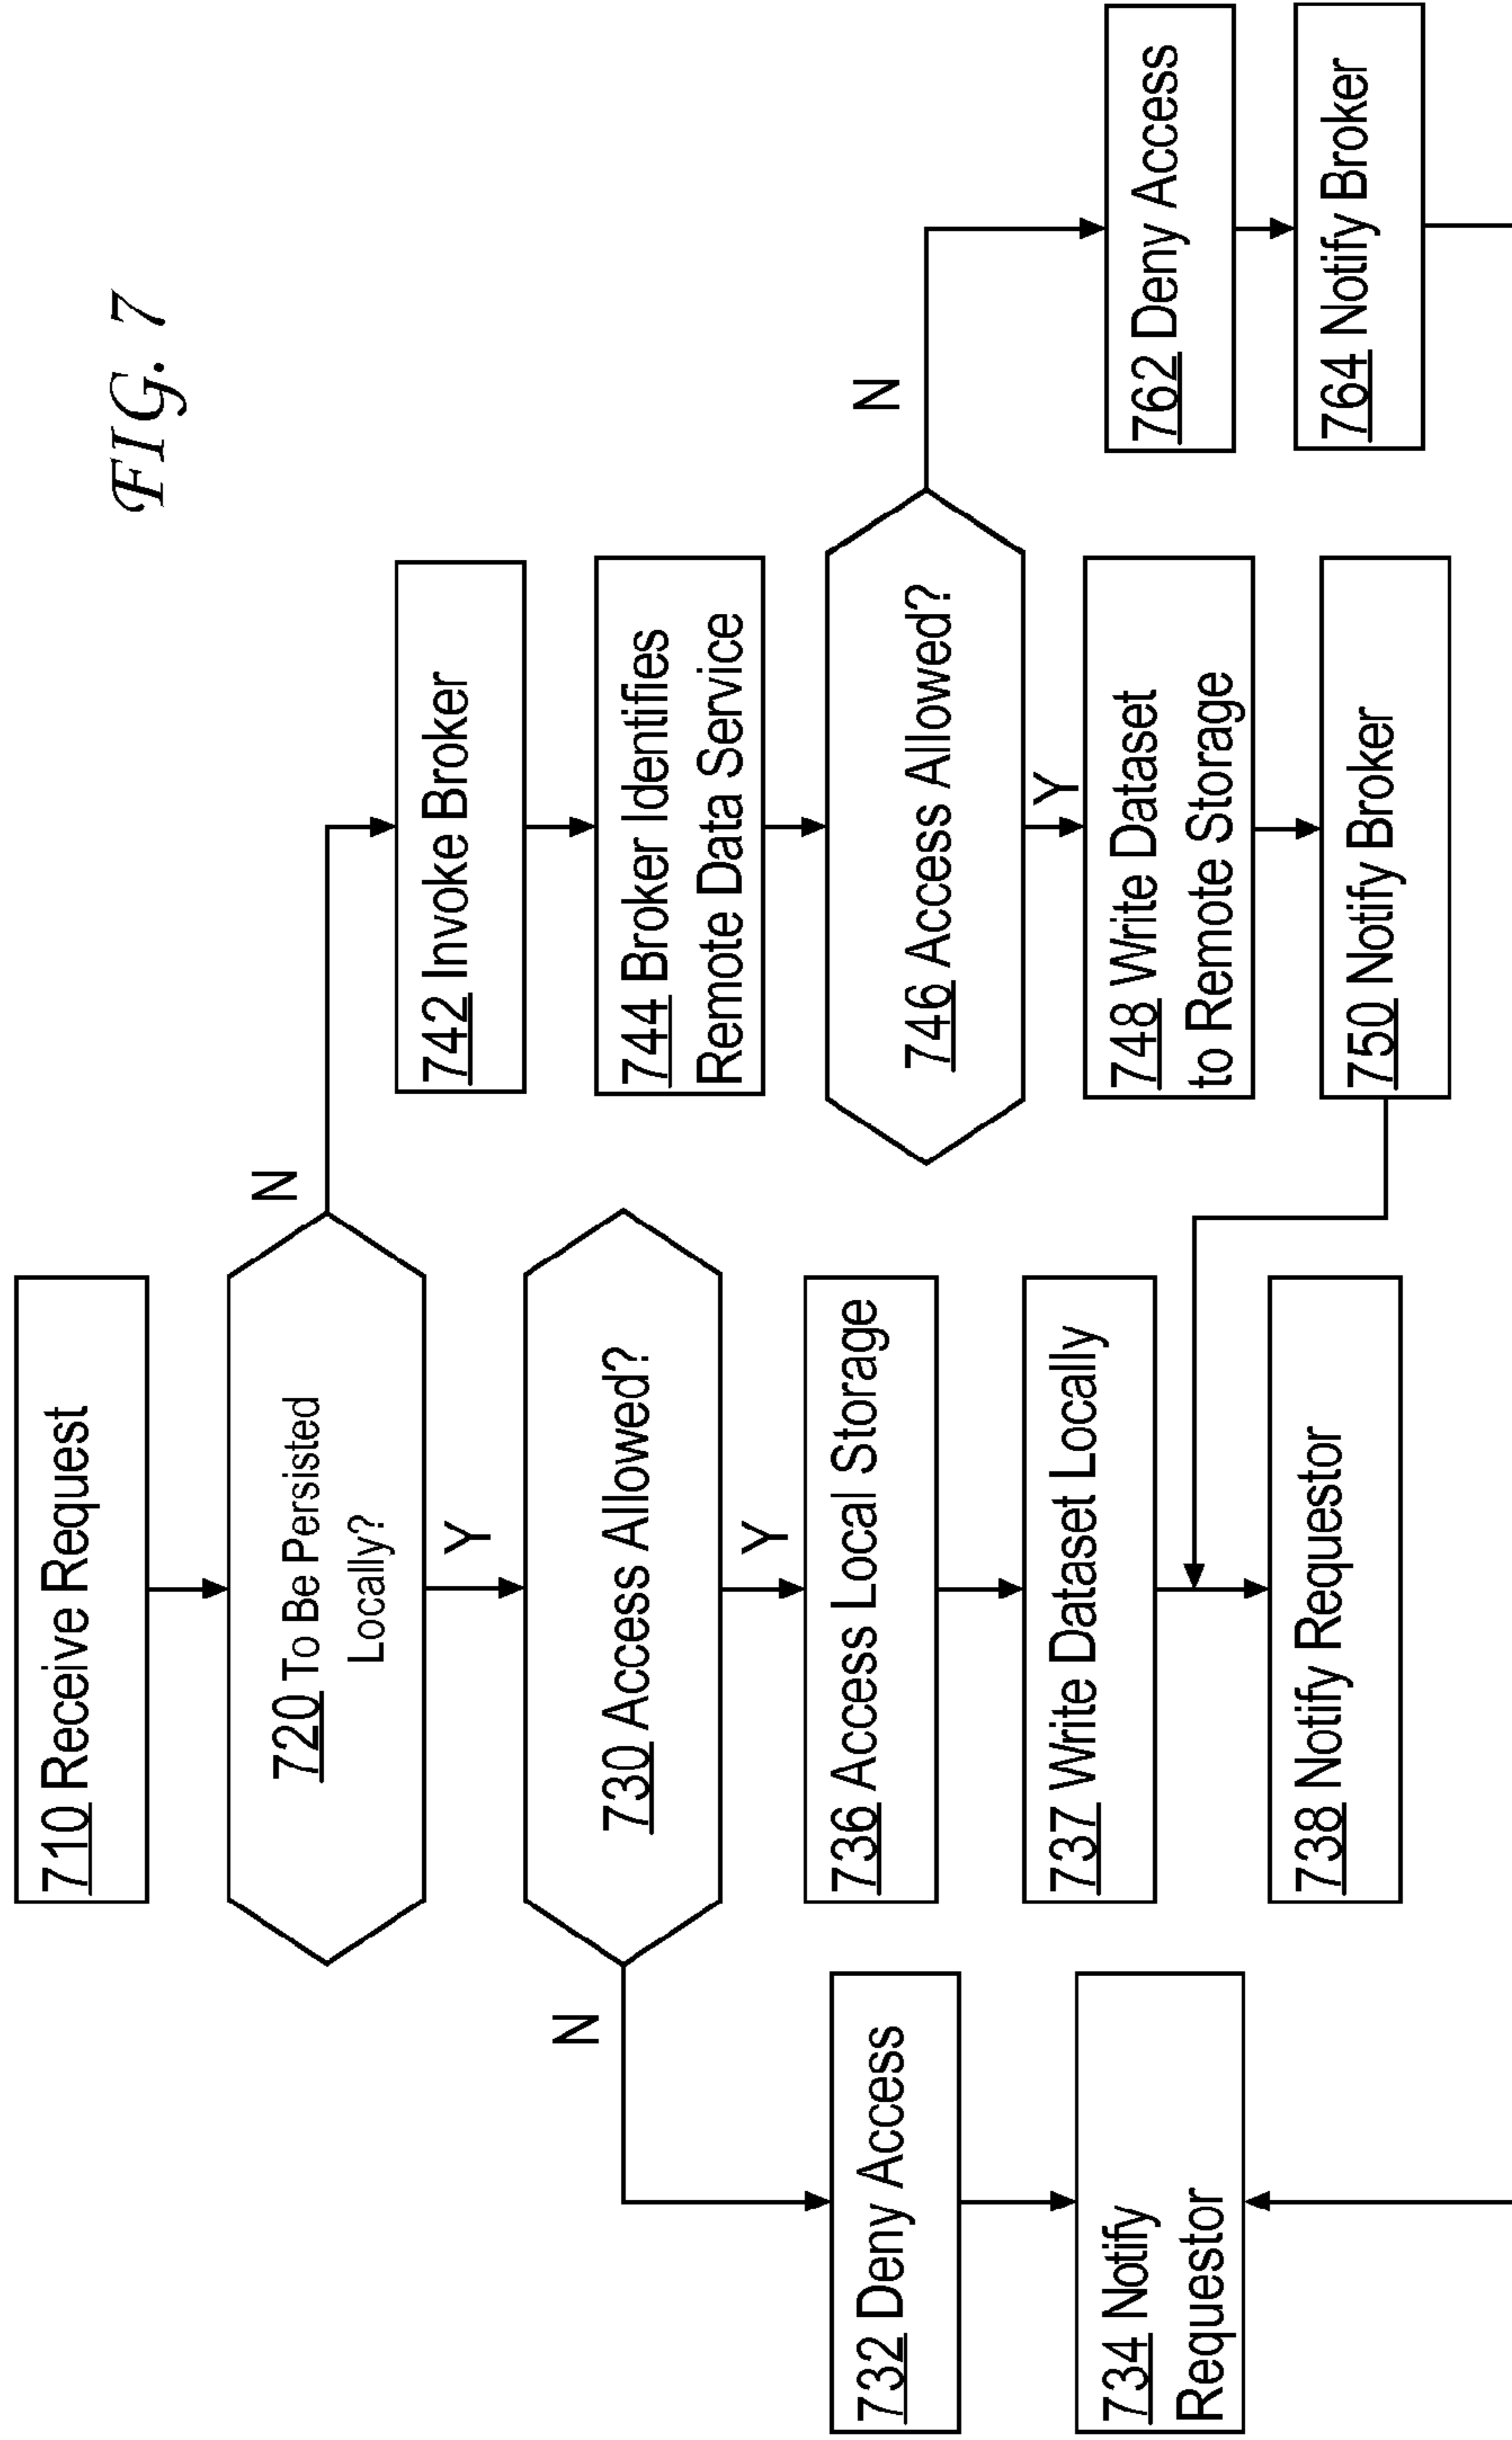 FIG. 7
710 Receive Request
720 To Be Persisted
Locally?
N
Y
730 Access Allowed?
N
Y
732 Deny Access
734 Notify
Requestor
736 Access Local Storage
737 Write Dataset Locally
738 Notify Requestor
742 Invoke Broker
744 Broker Identifies
Remote Data Service
746 Access Allowed?
N
Y
748 Write Dataset
to Remote Storage
750 Notify Broker
762 Deny Access
764 Notify Broker